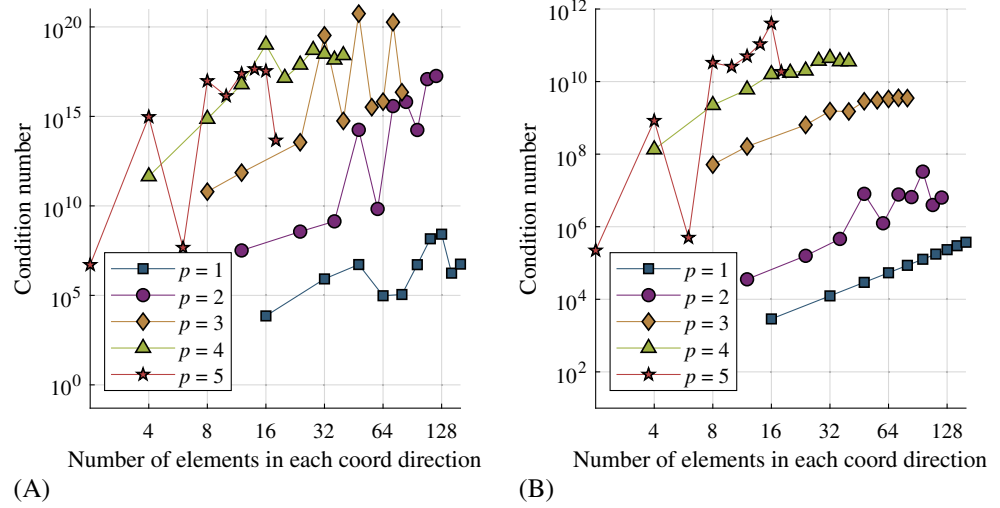 10^20
10^15
10^10
10^5
10^0
Condition number
p = 1
p = 2
p = 3
p = 4
p = 5
4 8 16 32 64 128
Number of elements in each coord direction
(A)
10^12
10^10
10^8
10^6
10^4
10^2
Condition number
p = 1
p = 2
p = 3
p = 4
p = 5
4 8 16 32 64 128
Number of elements in each coord direction
(B)